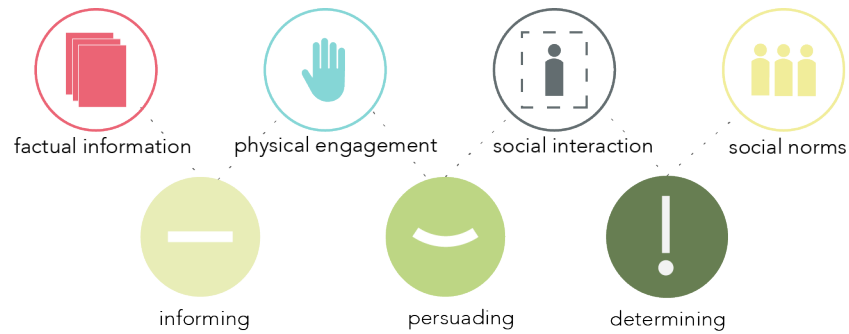 factual information
physical engagement
social interaction
social norms
informing
persuading
determining